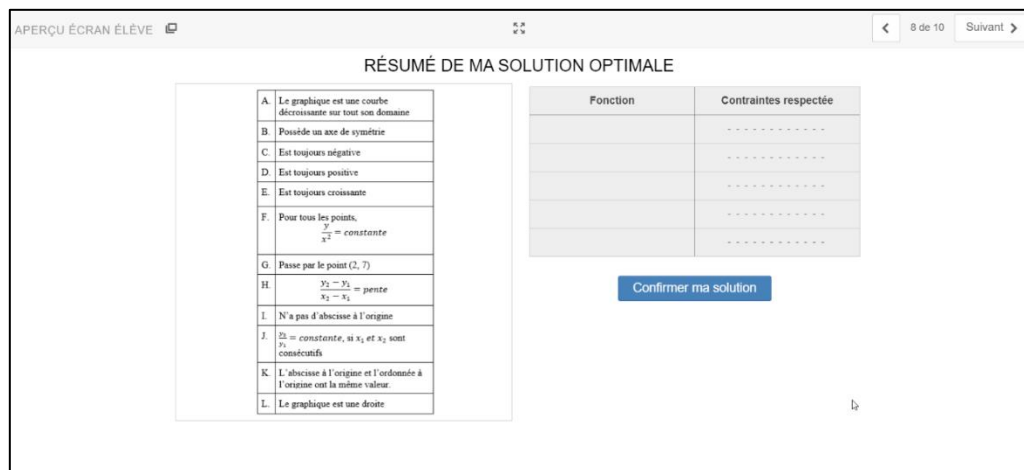 APERÇU ÉCRAN ÉLÈVE
8 de 10
Suivant
RÉSUMÉ DE MA SOLUTION OPTIMALE
A. Le graphique est une courbe
décroissante sur tout son domaine
B. Possède un axe de symétrie
C. Est toujours négative
D. Est toujours positive
E. Est toujours croissante
F. Pour tous les points,
y/x² = constante
G. Passe par le point (2, 7)
H. (y₂ − y₁)/(x₂ − x₁) = pente
I. N'a pas d'abscisse à l'origine
J. y₂/y₁ = constante, si x₁ et x₂ sont
consécutifs
K. L'abscisse à l'origine et l'ordonnée à
l'origine ont la même valeur.
L. Le graphique est une droite
Fonction Contraintes respectée
- - - - - - - - - - - -
- - - - - - - - - - - -
- - - - - - - - - - - -
- - - - - - - - - - - -
- - - - - - - - - - - -
Confirmer ma solution